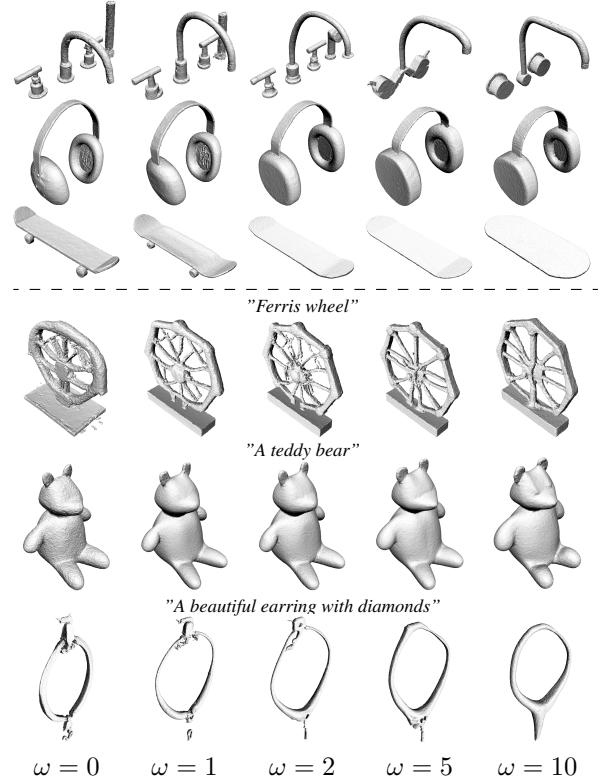 ”Ferris wheel”
”A teddy bear”
”A beautiful earring with diamonds”
ω = 0 ω = 1 ω = 2 ω = 5 ω = 10